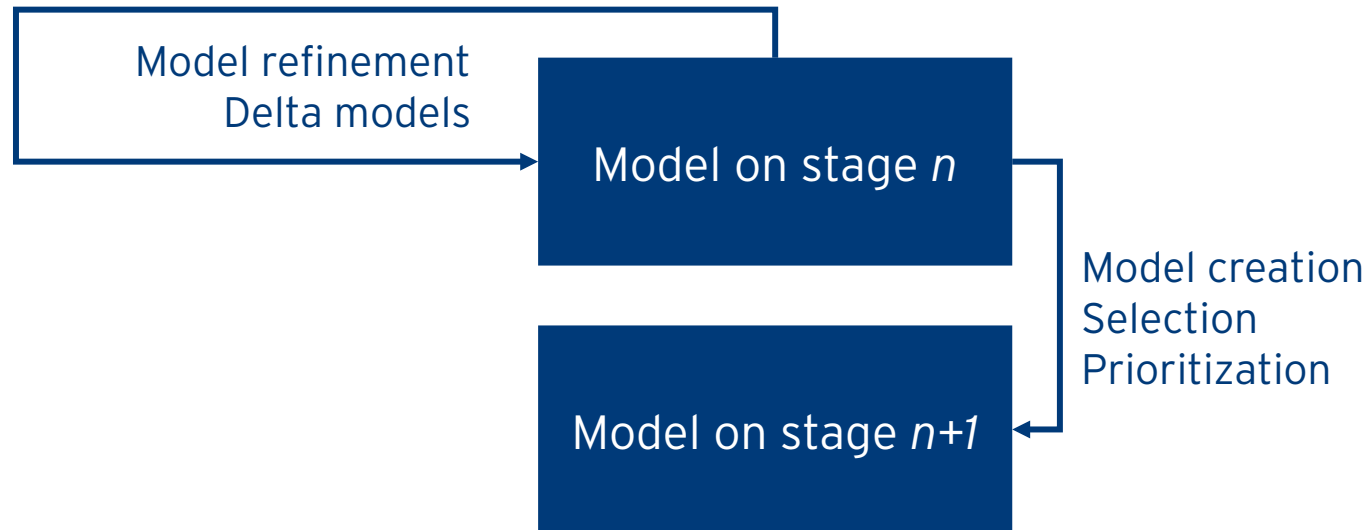 Model refinement
Delta models
Model on stage n
Model creation
Selection
Prioritization
Model on stage n+1